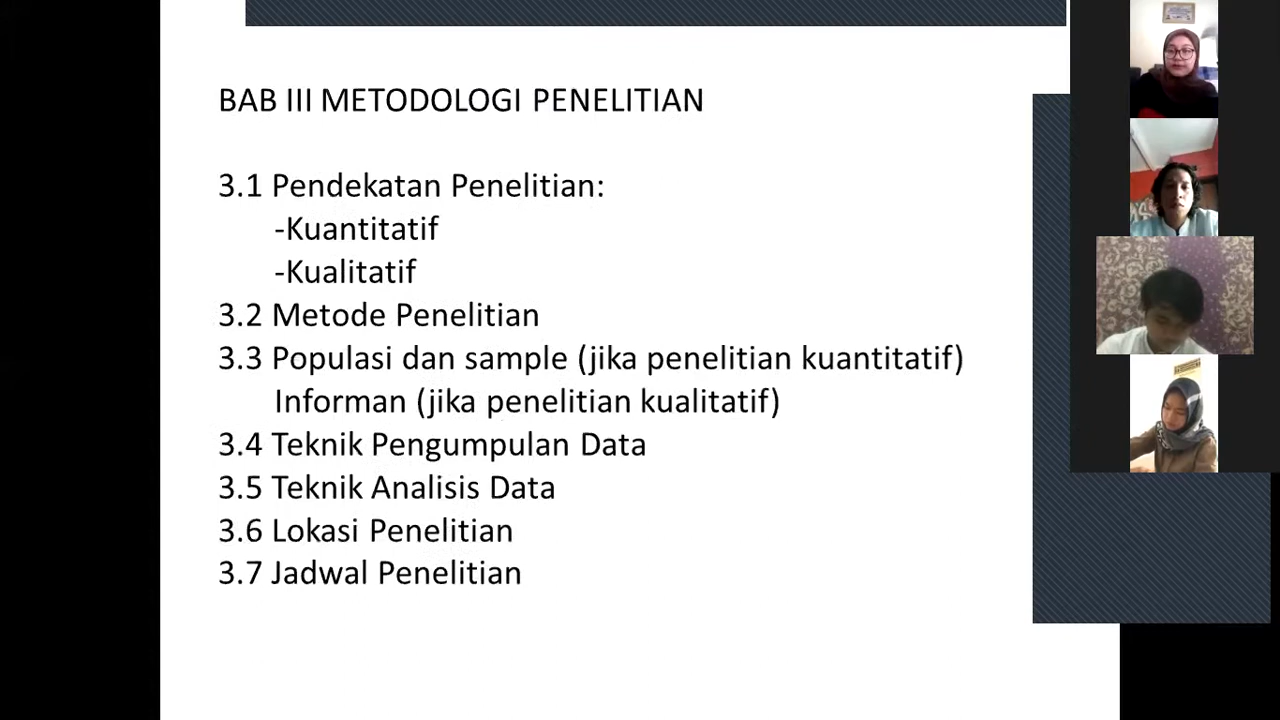 BAB III METODOLOGI PENELITIAN
3.1 Pendekatan Penelitian:
-Kuantitatif
-Kualitatif
3.2 Metode Penelitian
3.3 Populasi dan sample (jika penelitian kuantitatif)
Informan (jika penelitian kualitatif)
3.4 Teknik Pengumpulan Data
3.5 Teknik Analisis Data
3.6 Lokasi Penelitian
3.7 Jadwal Penelitian